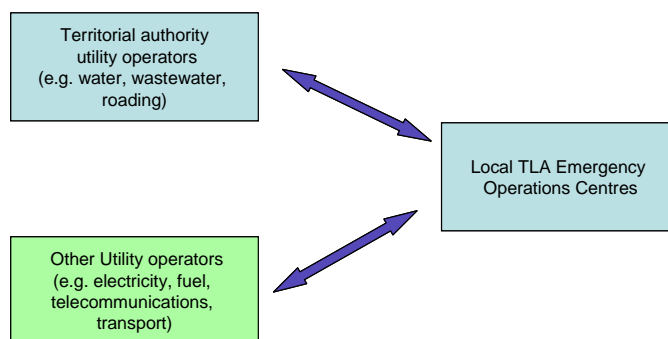 Territorial authority
utility operators
(e.g. water, wastewater,
roading)
Local TLA Emergency
Operations Centres
Other Utility operators
(e.g. electricity, fuel,
telecommunications,
transport)